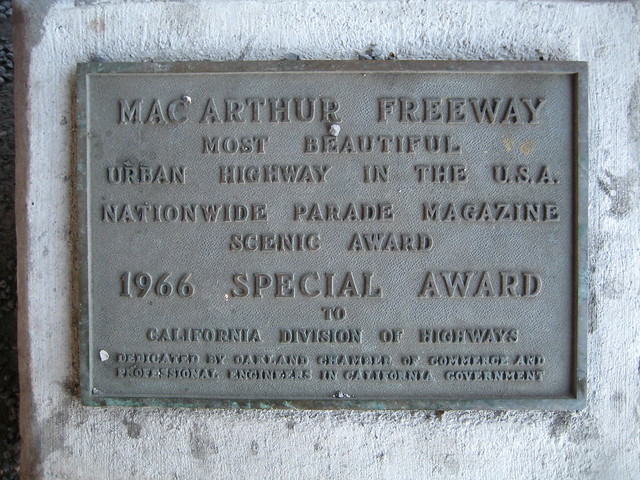 MAC ARTHUR FREEWAY
MOST BEAUTIFUL
URBAN HIGHWAY IN THE U.S.A.
NATIONWIDE PARADE MAGAZINE
SCENIC AWARD
1966 SPECIAL AWARD
TO
CALIFORNIA DIVISION OF HIGHWAYS
DEDICATED BY OAKLAND CHAMBER OF COMMERCE AND
PROFESSIONAL ENGINEERS IN CALIFORNIA GOVERNMENT